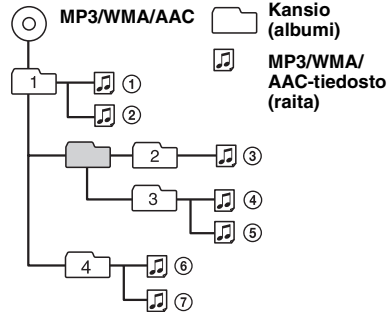 MP3/WMA/AAC
Kansio
(albumi)
MP3/WMA/
AAC-tiedosto
(raita)
1
①
②
2
③
3
④
⑤
4
⑥
⑦